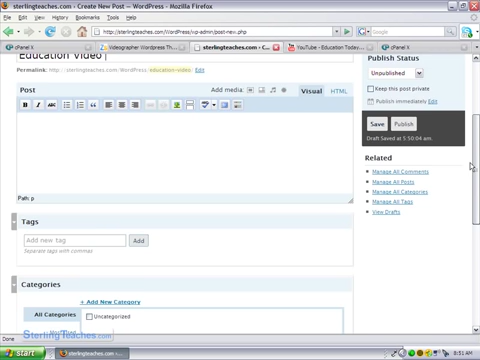 sterlingteaches.com › WordPress › Create New Post — WordPress - Mozilla Firefox
File Edit View History Bookmarks Tools Help
http://sterlingteaches.com/WordPress/wp-admin/post-new.php
cPanel X
Videographer Wordpress Th...
sterlingteaches.com › C...
YouTube - Education Today...
cPanel X
Education Video
Permalink: http://sterlingteaches.com/WordPress/education-video/ Edit
Post
Add media:
Visual
HTML
B I ABC
Path: p
Tags
Add new tag
Add
Separate tags with commas
Categories
+ Add New Category
All Categories
Uncategorized
Publish Status
Unpublished
Keep this post private
Publish immediately Edit
Save
Publish
Draft Saved at 5:50:04 am.
Related
Manage All Comments
Manage All Posts
Manage All Categories
Manage All Tags
View Drafts
Done
SterlingTeaches.com
start
sterlingteaches.com ›...
8:51 AM